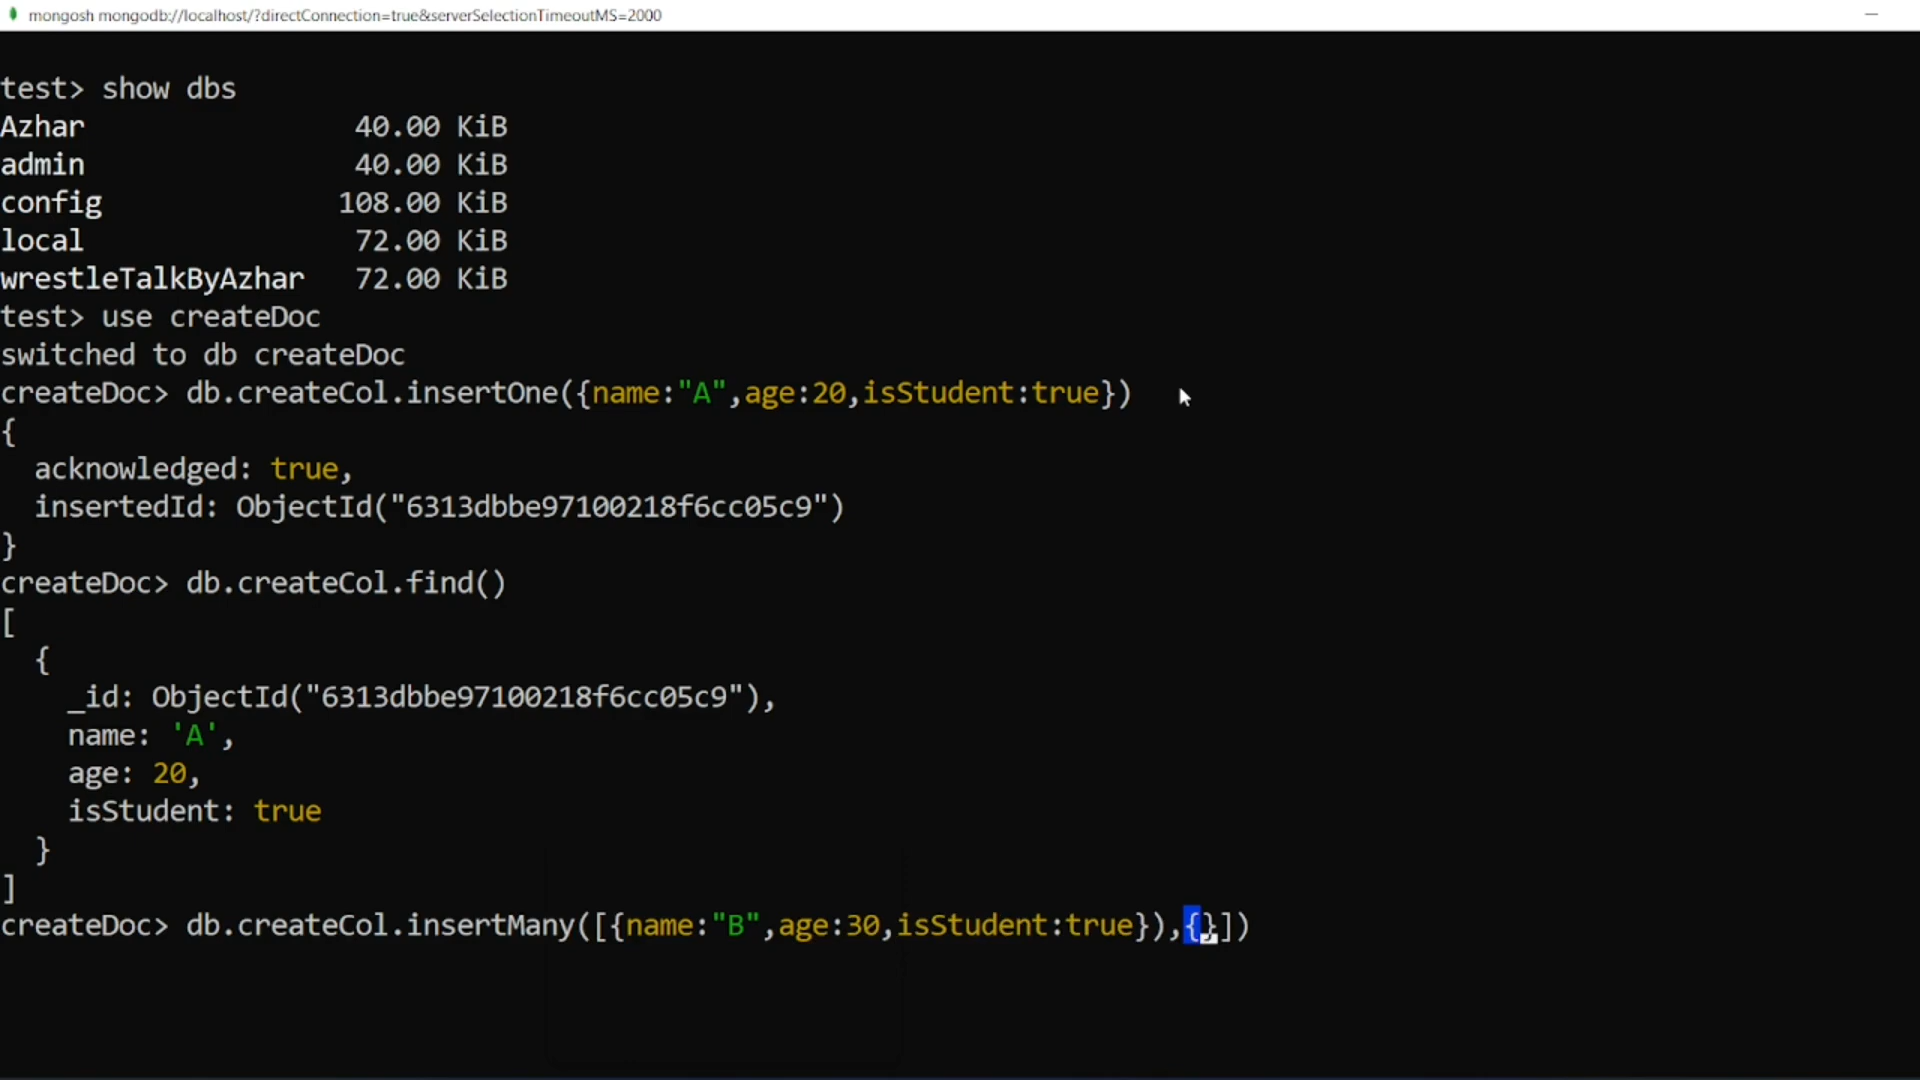 mongosh mongodb://localhost/?directConnection=true&serverSelectionTimeoutMS=2000
test> show dbs
Azhar                40.00 KiB
admin                40.00 KiB
config              108.00 KiB
local                72.00 KiB
wrestleTalkByAzhar   72.00 KiB
test> use createDoc
switched to db createDoc
createDoc> db.createCol.insertOne({name:"A",age:20,isStudent:true})
{
  acknowledged: true,
  insertedId: ObjectId("6313dbbe97100218f6cc05c9")
}
createDoc> db.createCol.find()
[
  {
    _id: ObjectId("6313dbbe97100218f6cc05c9"),
    name: 'A',
    age: 20,
    isStudent: true
  }
]
createDoc> db.createCol.insertMany([{name:"B",age:30,isStudent:true}),{}])